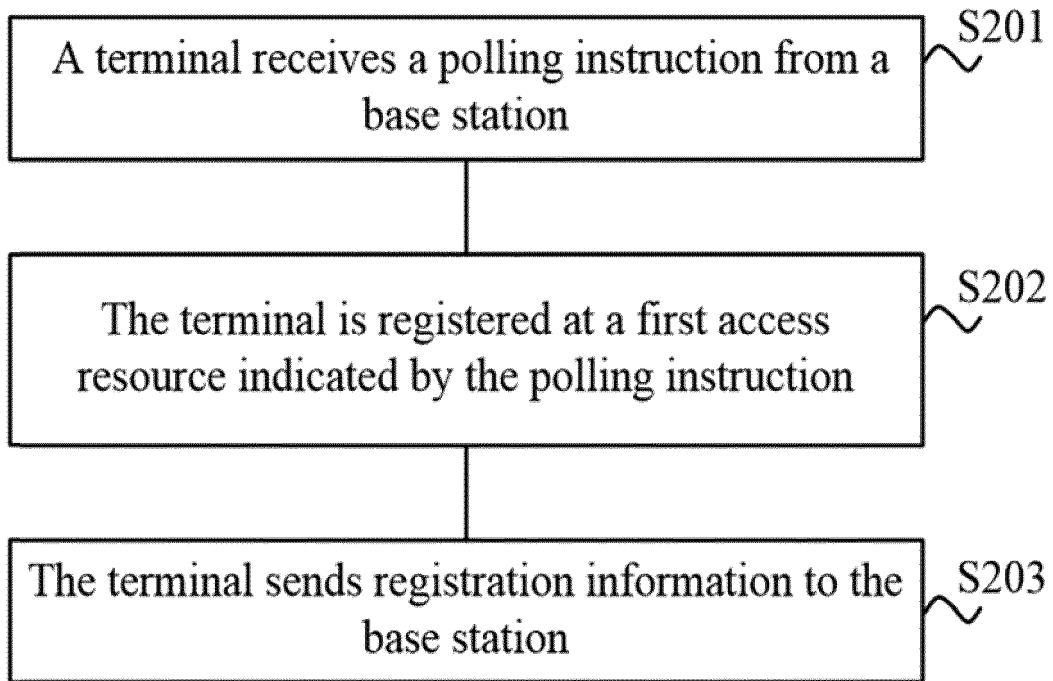 S201
A terminal receives a polling instruction from a
base station
S202
The terminal is registered at a first access
resource indicated by the polling instruction
S203
The terminal sends registration information to the
base station